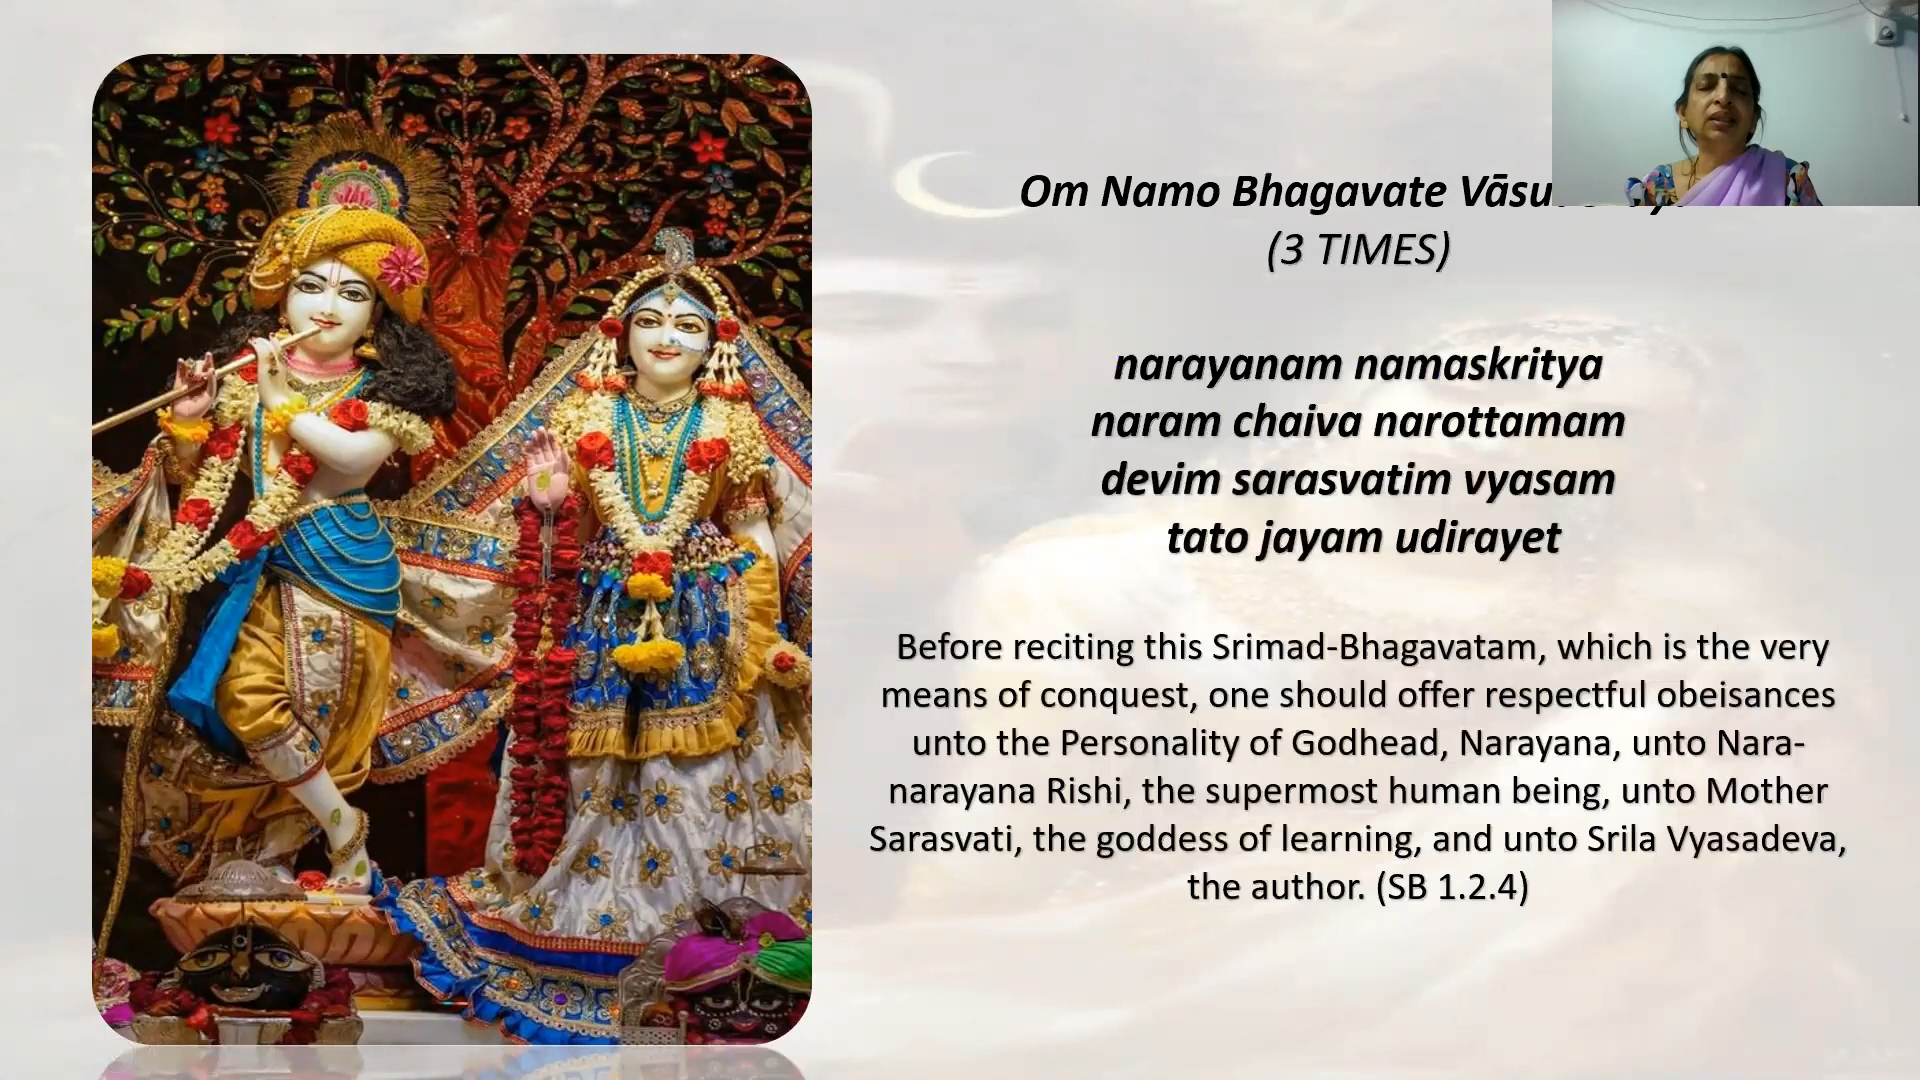 Om Namo Bhagavate
(3 TIMES)
narayanam namaskritya
naram chaiva narottamam
devim sarasvatim vyasam
tato jayam udirayet
Before reciting this Srimad-Bhagavatam, which is the very
means of conquest, one should offer respectful obeisances
unto the Personality of Godhead, Narayana, unto Nara-
narayana Rishi, the supermost human being, unto Mother
Sarasvati, the goddess of learning, and unto Srila Vyasadeva,
the author. (SB 1.2.4)